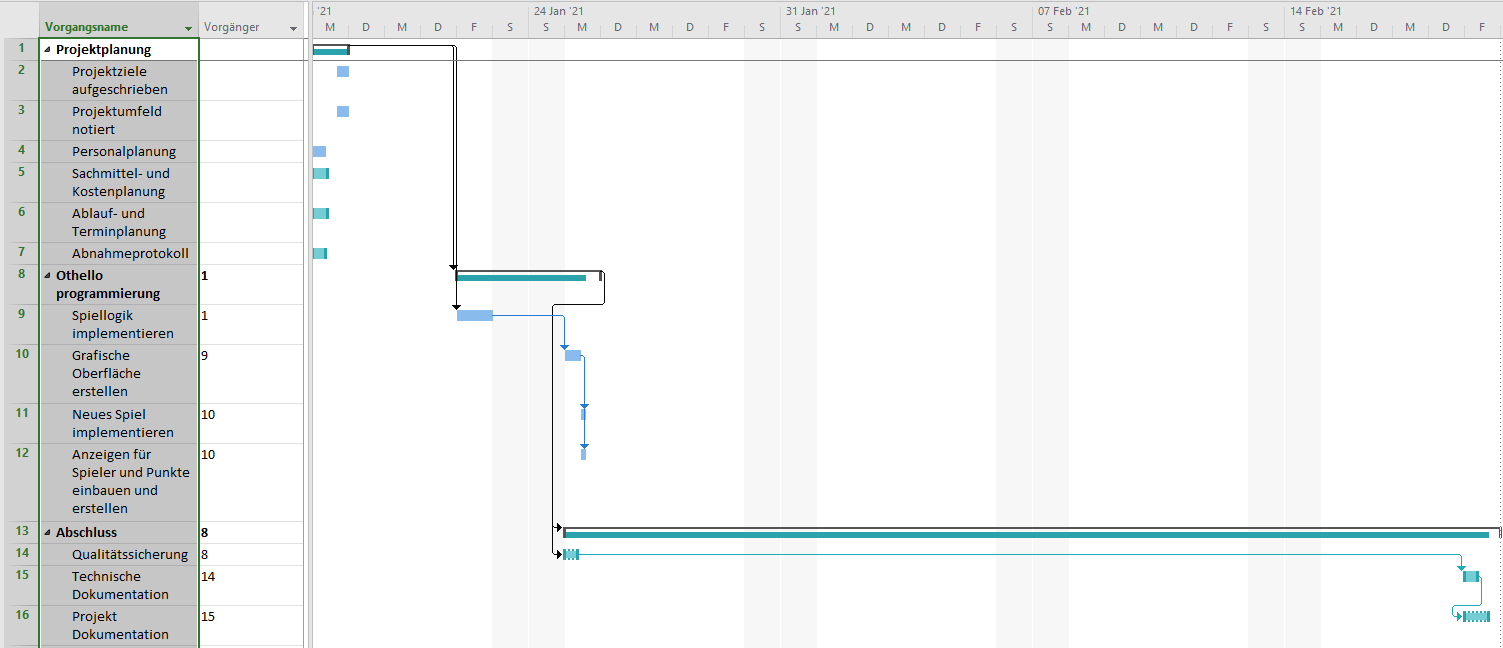 '21 24 Jan '21 31 Jan '21 07 Feb '21 14 Feb '21
Vorgangsname Vorgänger M D M D F S S M D M D F S S M D M D F S S M D M D F S S M D M D F
1 Projektplanung
2 Projektziele
aufgeschrieben
3 Projektumfeld
notiert
4 Personalplanung
5 Sachmittel- und
Kostenplanung
6 Ablauf- und
Terminplanung
7 Abnahmeprotokoll
8 Othello 1
programmierung
9 Spiellogik 1
implementieren
10 Grafische 9
Oberfläche
erstellen
11 Neues Spiel 10
implementieren
12 Anzeigen für 10
Spieler und Punkte
einbauen und
erstellen
13 Abschluss 8
14 Qualitätssicherung 8
15 Technische 14
Dokumentation
16 Projekt 15
Dokumentation